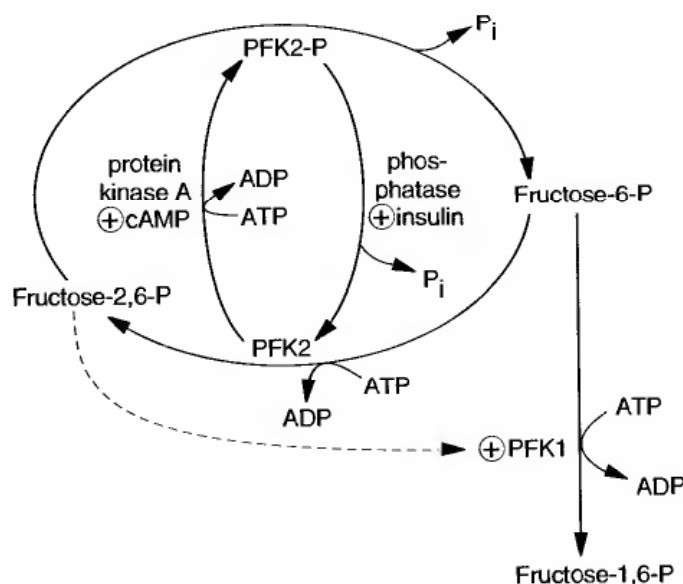 PFK2-P
Pi
protein
kinase A
⊕cAMP
ADP
ATP
phos-
phatase
⊕insulin
Pi
Fructose-6-P
Fructose-2,6-P
PFK2
ATP
ADP
⊕PFK1
ATP
ADP
Fructose-1,6-P